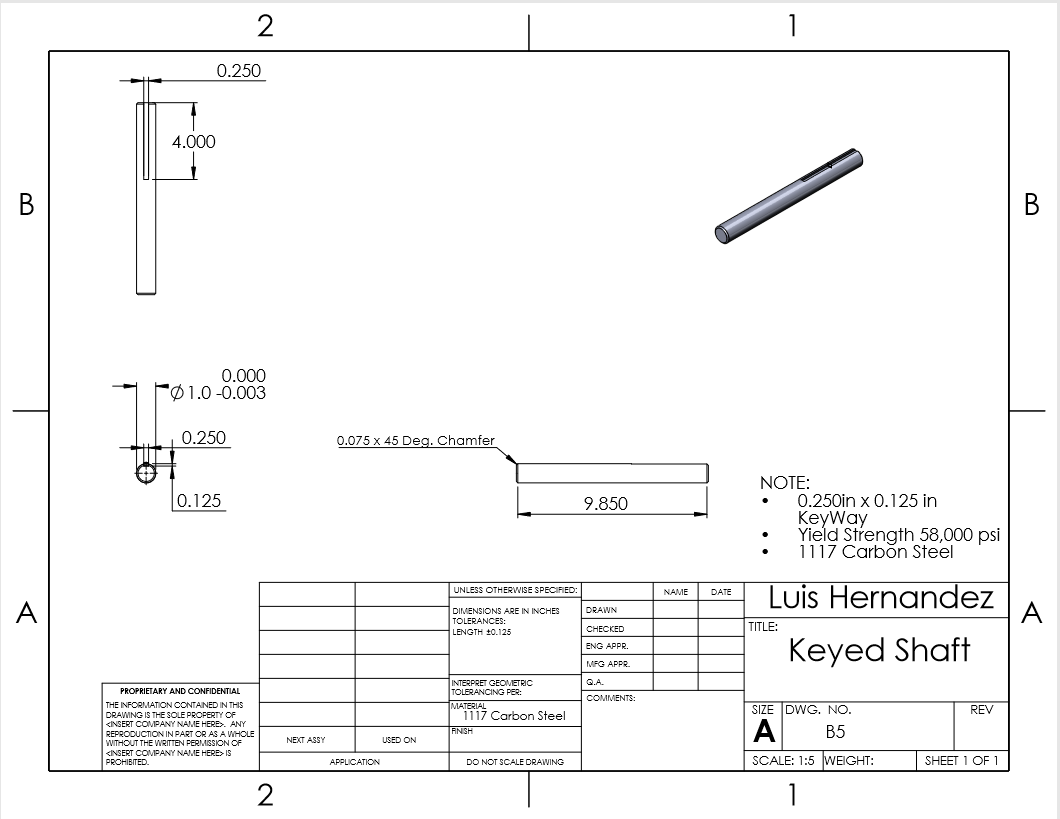 2
1
B
B
0.250
4.000
0.000
⌀1.0 -0.003
0.250
0.125
0.075 x 45 Deg. Chamfer
9.850
NOTE:
• 0.250in x 0.125 in
KeyWay
• Yield Strength 58,000 psi
• 1117 Carbon Steel
A
A
PROPRIETARY AND CONFIDENTIAL
THE INFORMATION CONTAINED IN THIS
DRAWING IS THE SOLE PROPERTY OF
<INSERT COMPANY NAME HERE>. ANY
REPRODUCTION IN PART OR AS A WHOLE
WITHOUT THE WRITTEN PERMISSION OF
<INSERT COMPANY NAME HERE> IS
PROHIBITED.
NEXT ASSY
USED ON
APPLICATION
UNLESS OTHERWISE SPECIFIED:
DIMENSIONS ARE IN INCHES
TOLERANCES:
LENGTH ±0.125
INTERPRET GEOMETRIC
TOLERANCING PER:
MATERIAL
1117 Carbon Steel
FINISH
DO NOT SCALE DRAWING
NAME
DATE
DRAWN
CHECKED
ENG APPR.
MFG APPR.
Q.A.
COMMENTS:
Luis Hernandez
TITLE:
Keyed Shaft
SIZE
A
DWG. NO.
B5
REV
SCALE: 1:5
WEIGHT:
SHEET 1 OF 1
2
1